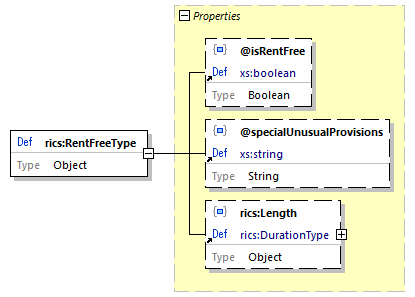 Properties
@isRentFree
Def xs:boolean
Type Boolean
@specialUnusualProvisions
Def xs:string
Type String
Def rics:RentFreeType
Type Object
rics:Length
Def rics:DurationType
Type Object